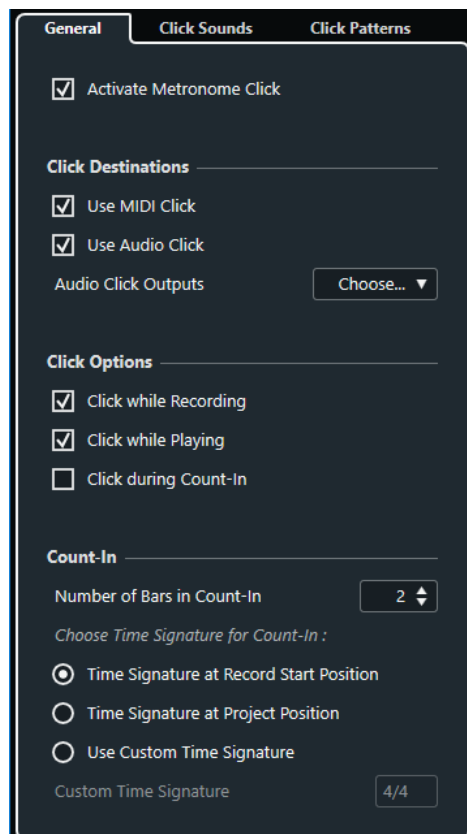 General Click Sounds Click Patterns
Activate Metronome Click
Click Destinations
Use MIDI Click
Use Audio Click
Audio Click Outputs Choose...
Click Options
Click while Recording
Click while Playing
Click during Count-In
Count-In
Number of Bars in Count-In 2
Choose Time Signature for Count-In :
Time Signature at Record Start Position
Time Signature at Project Position
Use Custom Time Signature
Custom Time Signature 4/4